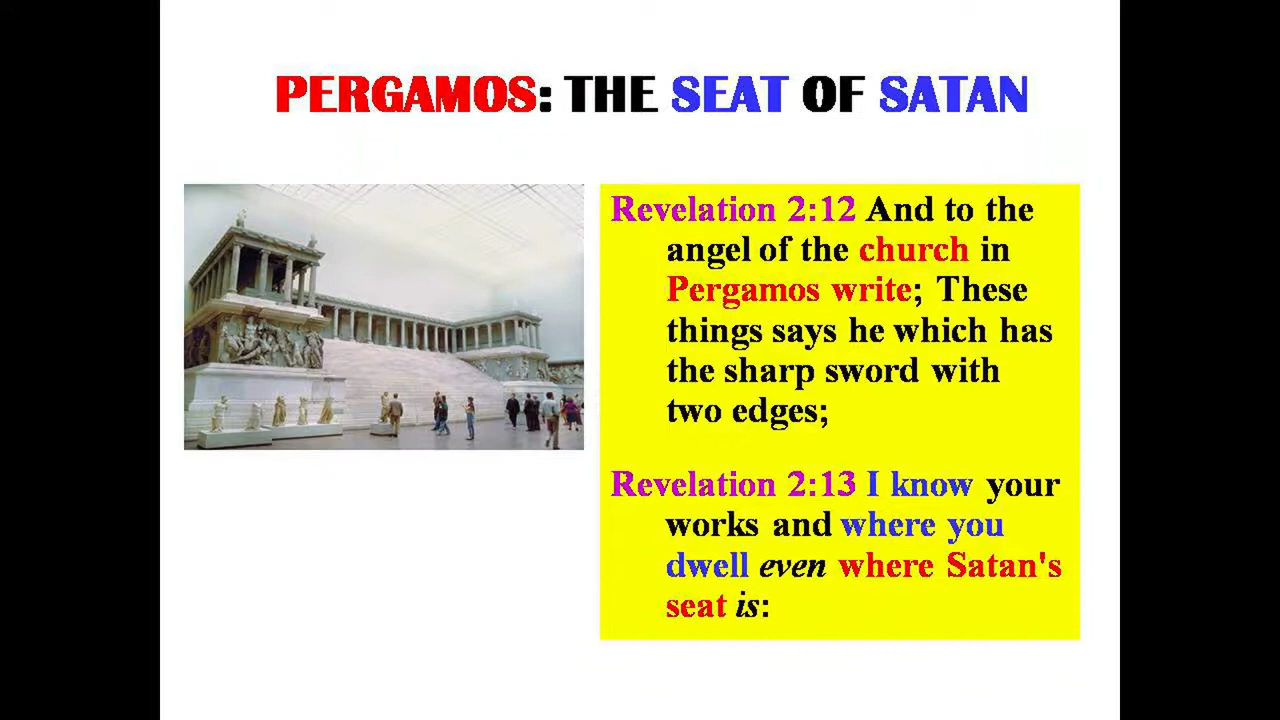 PERGAMOS: THE SEAT OF SATAN
Revelation 2:12 And to the
angel of the church in
Pergamos write; These
things says he which has
the sharp sword with
two edges;
Revelation 2:13 I know your
works and where you
dwell even where Satan's
seat is: